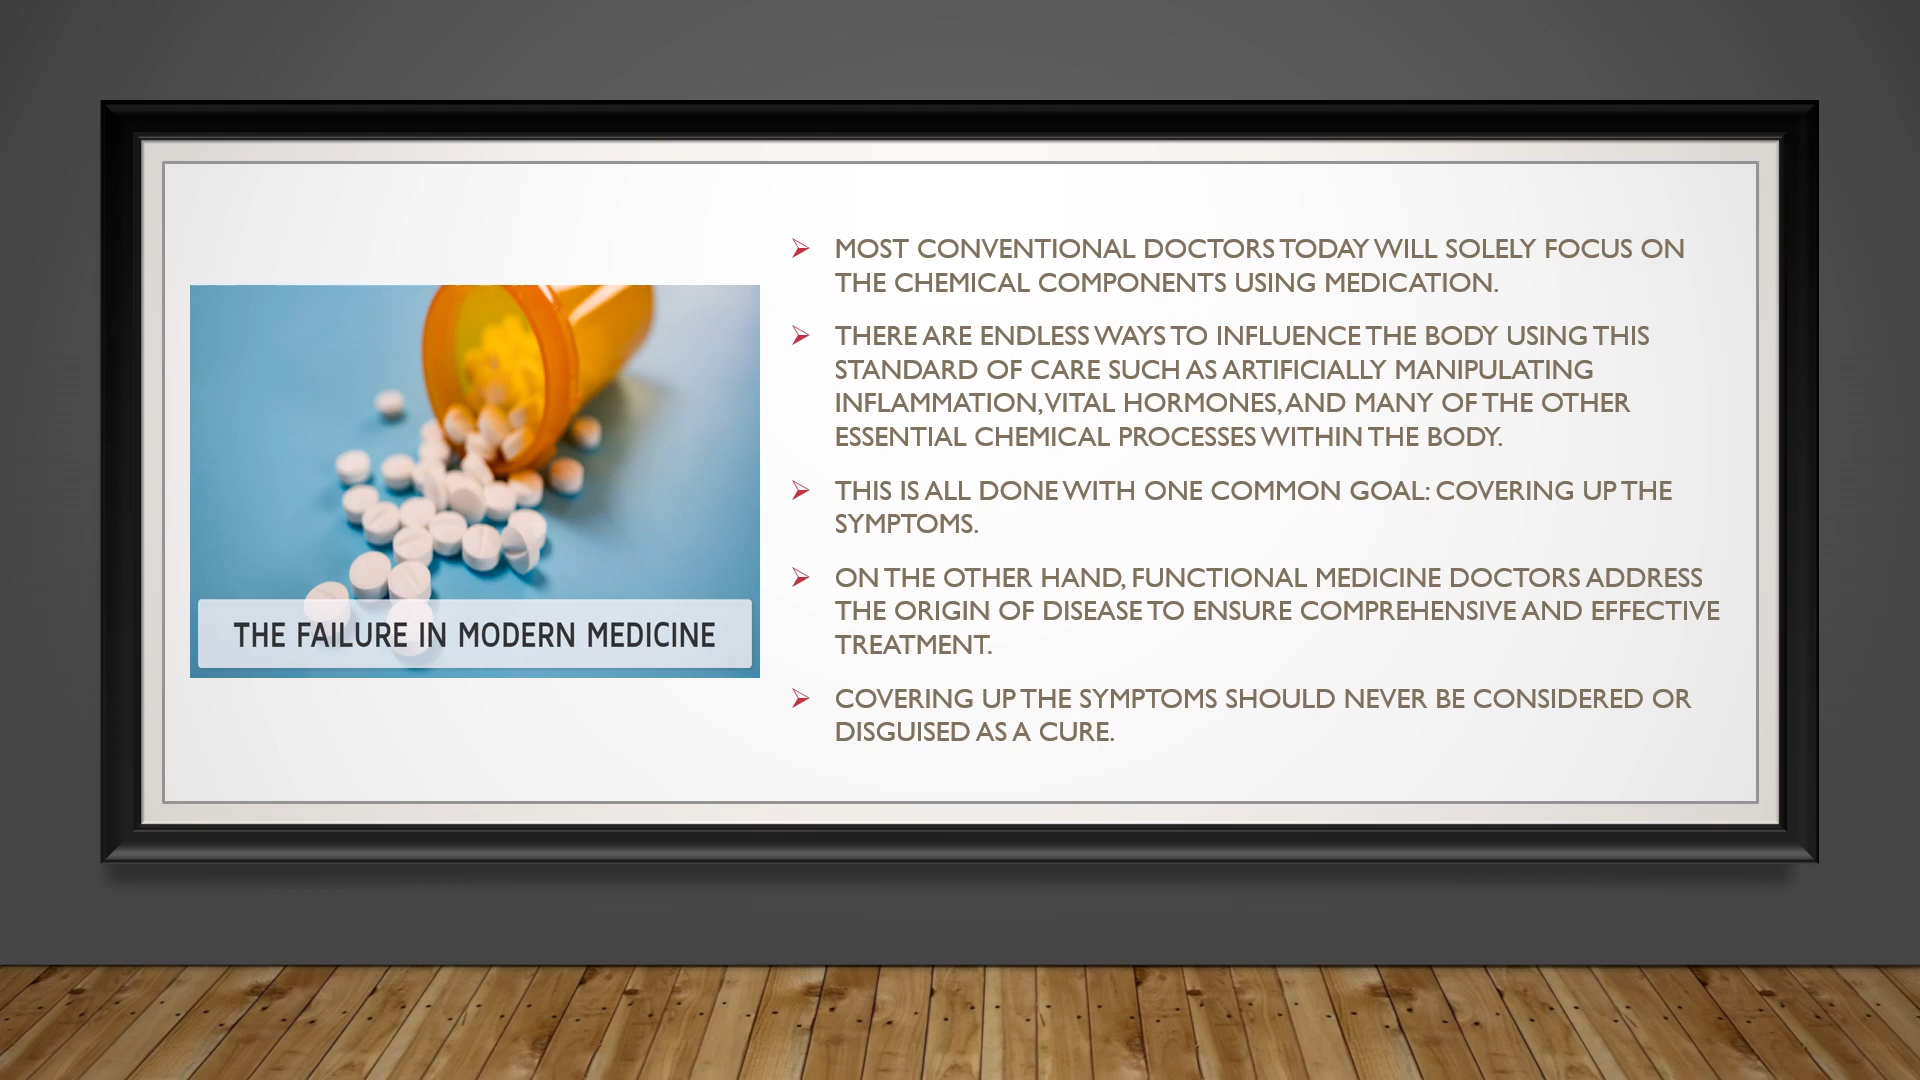 THE FAILURE IN MODERN MEDICINE
MOST CONVENTIONAL DOCTORS TODAY WILL SOLELY FOCUS ON
THE CHEMICAL COMPONENTS USING MEDICATION.
THERE ARE ENDLESS WAYS TO INFLUENCE THE BODY USING THIS
STANDARD OF CARE SUCH AS ARTIFICIALLY MANIPULATING
INFLAMMATION, VITAL HORMONES, AND MANY OF THE OTHER
ESSENTIAL CHEMICAL PROCESSES WITHIN THE BODY.
THIS IS ALL DONE WITH ONE COMMON GOAL: COVERING UP THE
SYMPTOMS.
ON THE OTHER HAND, FUNCTIONAL MEDICINE DOCTORS ADDRESS
THE ORIGIN OF DISEASE TO ENSURE COMPREHENSIVE AND EFFECTIVE
TREATMENT.
COVERING UP THE SYMPTOMS SHOULD NEVER BE CONSIDERED OR
DISGUISED AS A CURE.